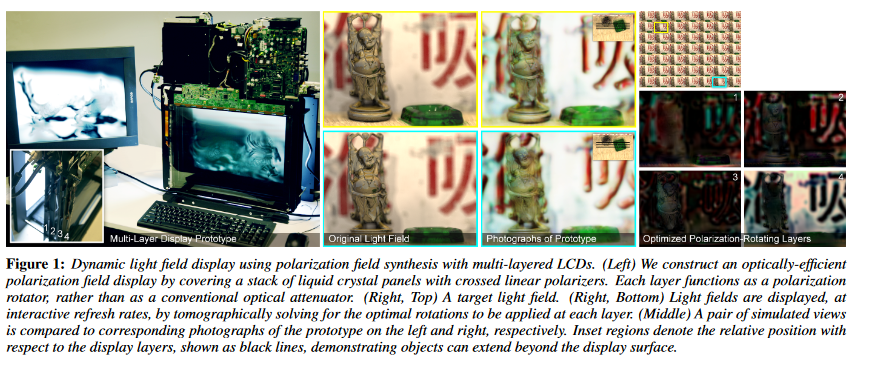 1
2
3
4
Multi-Layer Display Prototype
Original Light Field
Photographs of Prototype
1
2
3
4
Optimized Polarization-Rotating Layers
Figure 1: Dynamic light field display using polarization field synthesis with multi-layered LCDs. (Left) We construct an optically-efficient
polarization field display by covering a stack of liquid crystal panels with crossed linear polarizers. Each layer functions as a polarization
rotator, rather than as a conventional optical attenuator. (Right, Top) A target light field. (Right, Bottom) Light fields are displayed, at
interactive refresh rates, by tomographically solving for the optimal rotations to be applied at each layer. (Middle) A pair of simulated views
is compared to corresponding photographs of the prototype on the left and right, respectively. Inset regions denote the relative position with
respect to the display layers, shown as black lines, demonstrating objects can extend beyond the display surface.